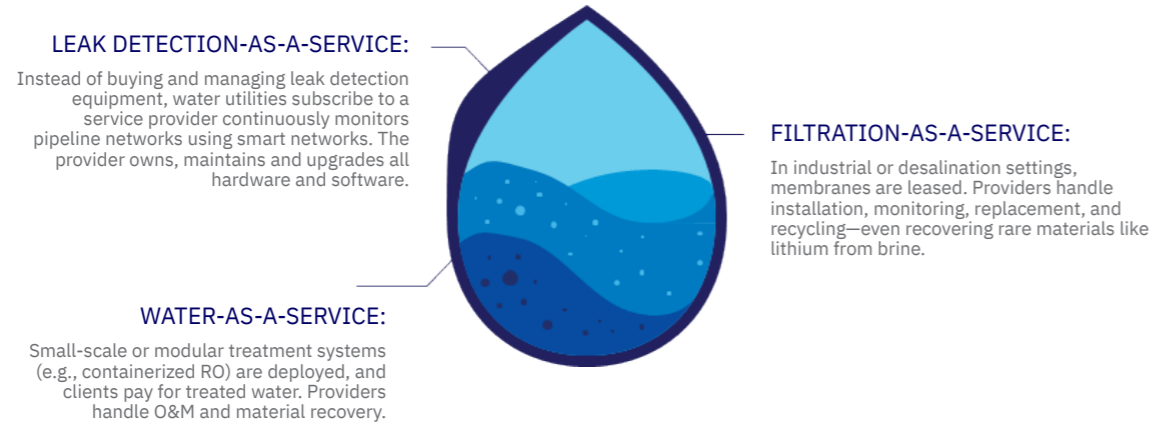 LEAK DETECTION-AS-A-SERVICE:
Instead of buying and managing leak detection
equipment, water utilities subscribe to a
service provider continuously monitors
pipeline networks using smart networks. The
provider owns, maintains and upgrades all
hardware and software.
FILTRATION-AS-A-SERVICE:
In industrial or desalination settings,
membranes are leased. Providers handle
installation, monitoring, replacement, and
recycling—even recovering rare materials like
lithium from brine.
WATER-AS-A-SERVICE:
Small-scale or modular treatment systems
(e.g., containerized RO) are deployed, and
clients pay for treated water. Providers
handle O&M and material recovery.